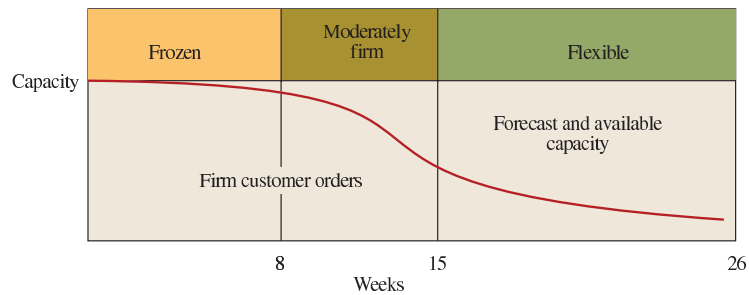 Frozen
Moderately
firm
Flexible
Capacity
Forecast and available
capacity
Firm customer orders
8
15
26
Weeks